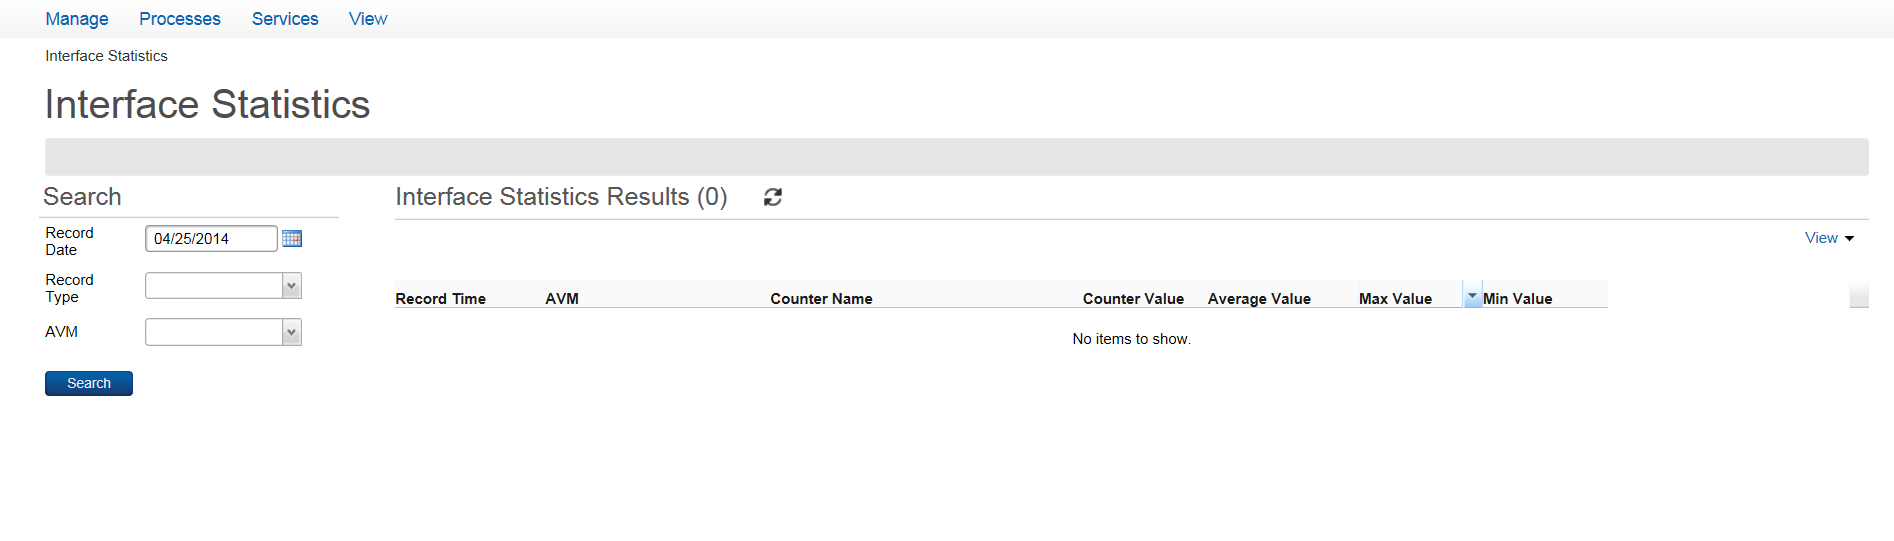 Manage Processes Services View
Interface Statistics
Interface Statistics
Search
Record Date
04/25/2014
Record Type
AVM
Search
Interface Statistics Results (0)
View
Record Time AVM Counter Name Counter Value Average Value Max Value Min Value
No items to show.